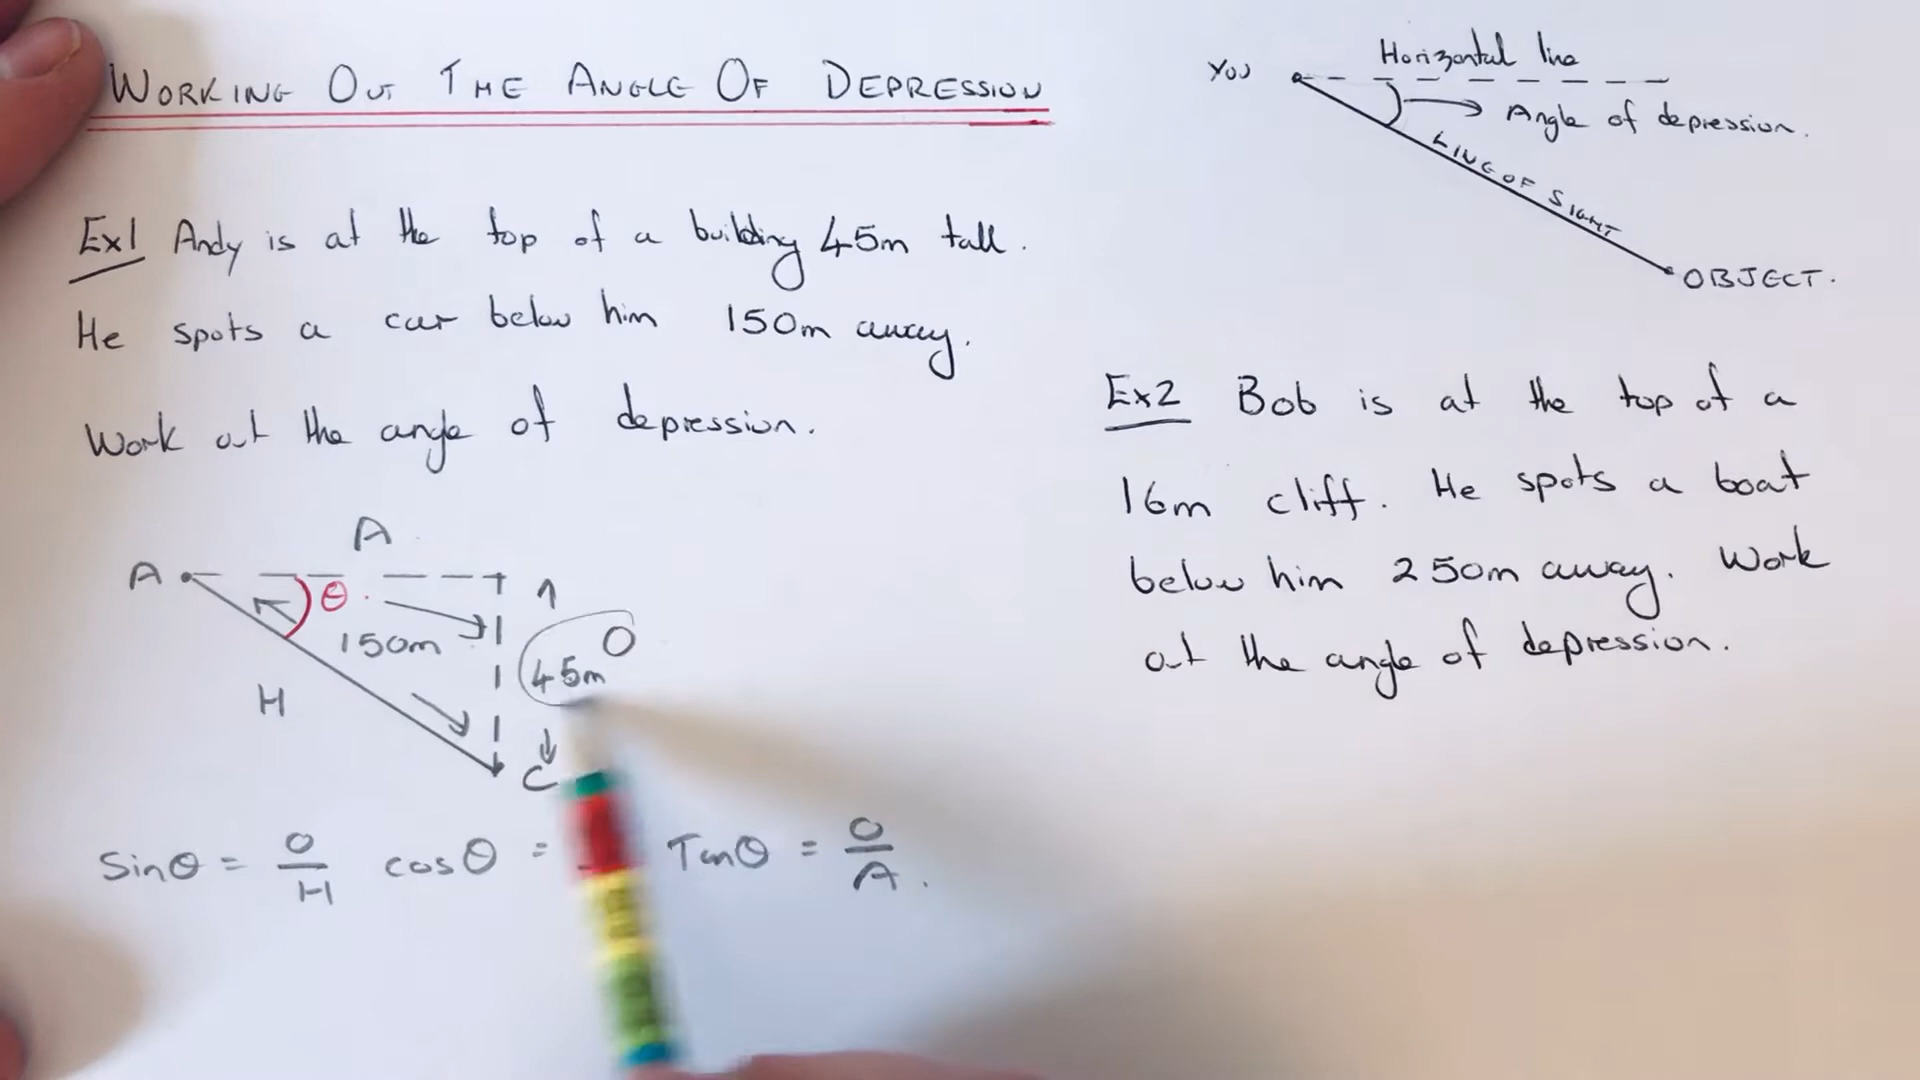 WORKING OUT THE ANGLE OF DEPRESSION
Ex1 Andy is at the top of a building 45m tall.
He spots a car below him 150m away.
Work out the angle of depression.
A
A θ
150m
O
45m
H
C
Sinθ = O/H cosθ = Tanθ = O/A.
YOU Horizontal line
Angle of depression.
LINE OF SIGHT
OBJECT.
Ex2 Bob is at the top of a
16m cliff. He spots a boat
below him 250m away. Work
out the angle of depression.